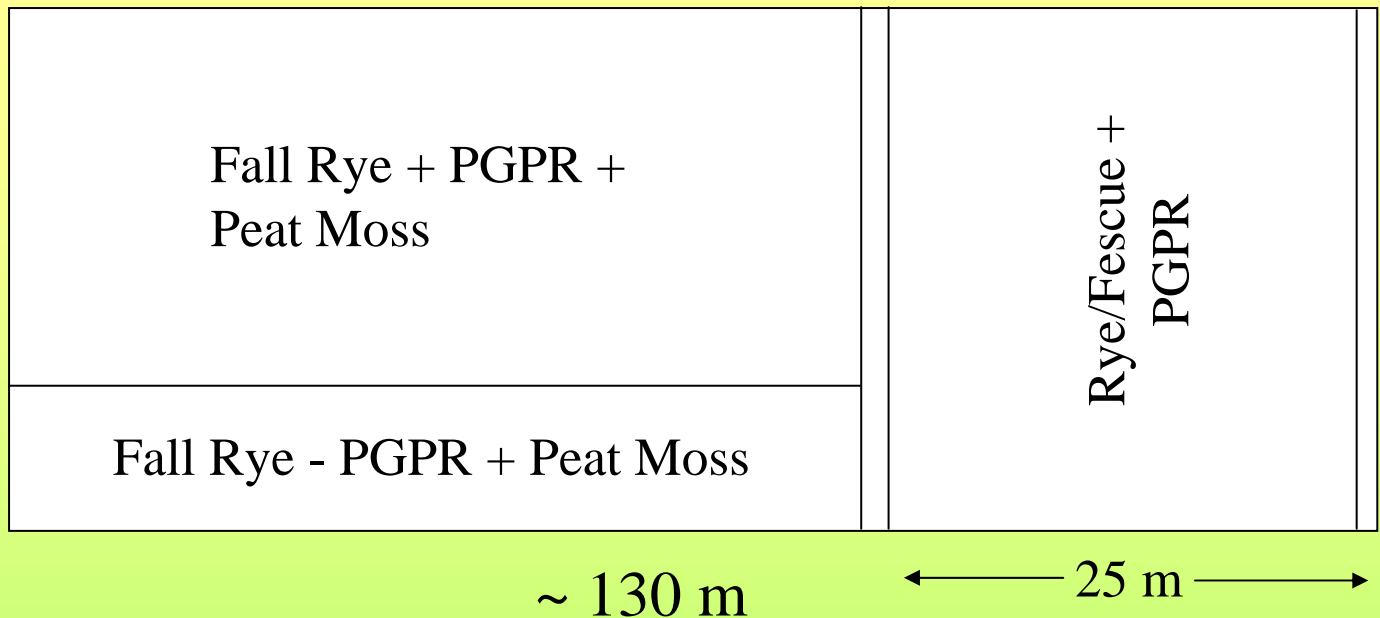 Fall Rye + PGPR +
Peat Moss
Rye/Fescue +
PGPR
Fall Rye - PGPR + Peat Moss
~ 130 m
25 m